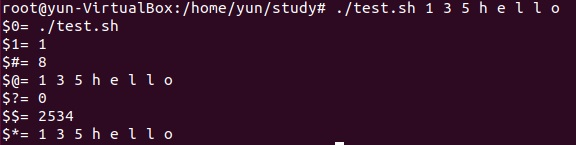 root@yun-VirtualBox:/home/yun/study# ./test.sh 1 3 5 h e l l o
$0= ./test.sh
$1= 1
$#= 8
$@= 1 3 5 h e l l o
$?= 0
$$= 2534
$*= 1 3 5 h e l l o